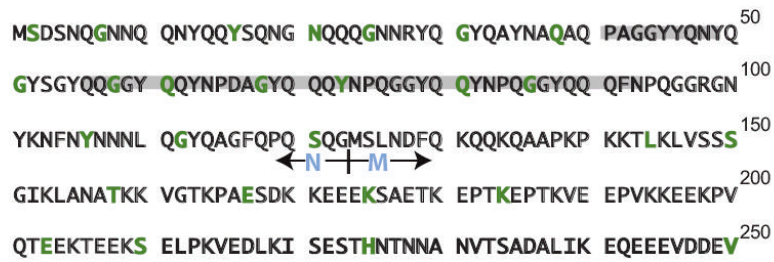 MSDSNQGNNQ QNYQQYSQNG NQQQGNNRYQ GYQAYNAQAQ PAGGYYQNYQ 50
GYSGYQQGGY QQYNPDAGYQ QQYNPQGGYQ QYNPQGGYQQ QFNPQGGRGN 100
YKNFNYNNNL QGYQAGFQPQ SQGMSLNDFQ KQQKQAAPKP KKTLKLVSSS 150
N M
GIKLANATKK VGTKPAESDK KEEEKSAETK EPTKEPTKVE EPVKKEEKPV 200
QTEEKTEEKS ELPKVEDLKI SESTHNTNNA NVTSADALIK EQEEEVDDEV 250